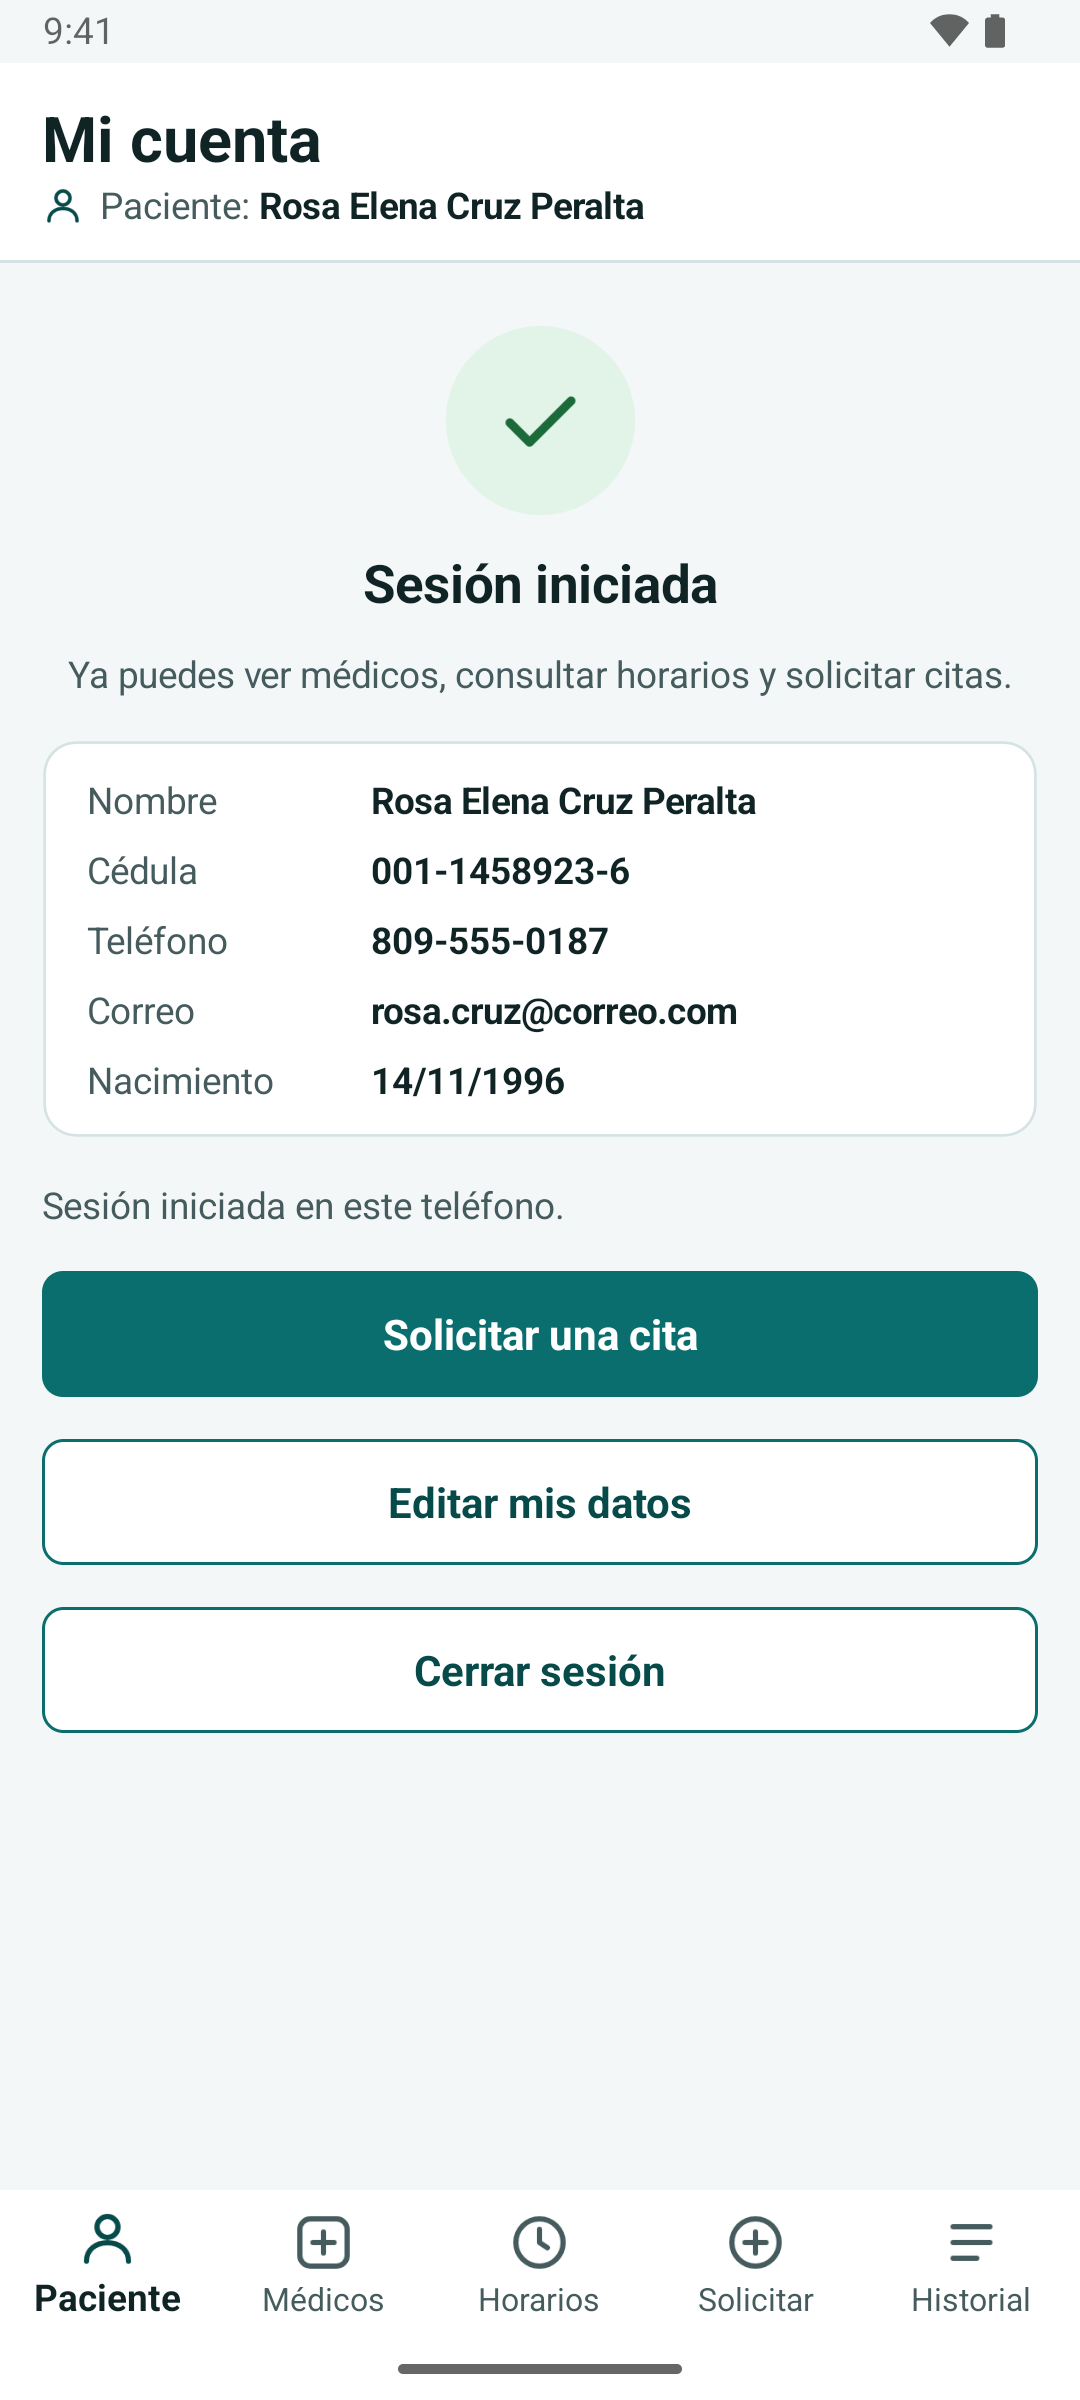 9:41
Mi cuenta
Paciente: Rosa Elena Cruz Peralta
Sesión iniciada
Ya puedes ver médicos, consultar horarios y solicitar citas.
Nombre Rosa Elena Cruz Peralta
Cédula 001-1458923-6
Teléfono 809-555-0187
Correo rosa.cruz@correo.com
Nacimiento 14/11/1996
Sesión iniciada en este teléfono.
Solicitar una cita
Editar mis datos
Cerrar sesión
Paciente Médicos Horarios Solicitar Historial